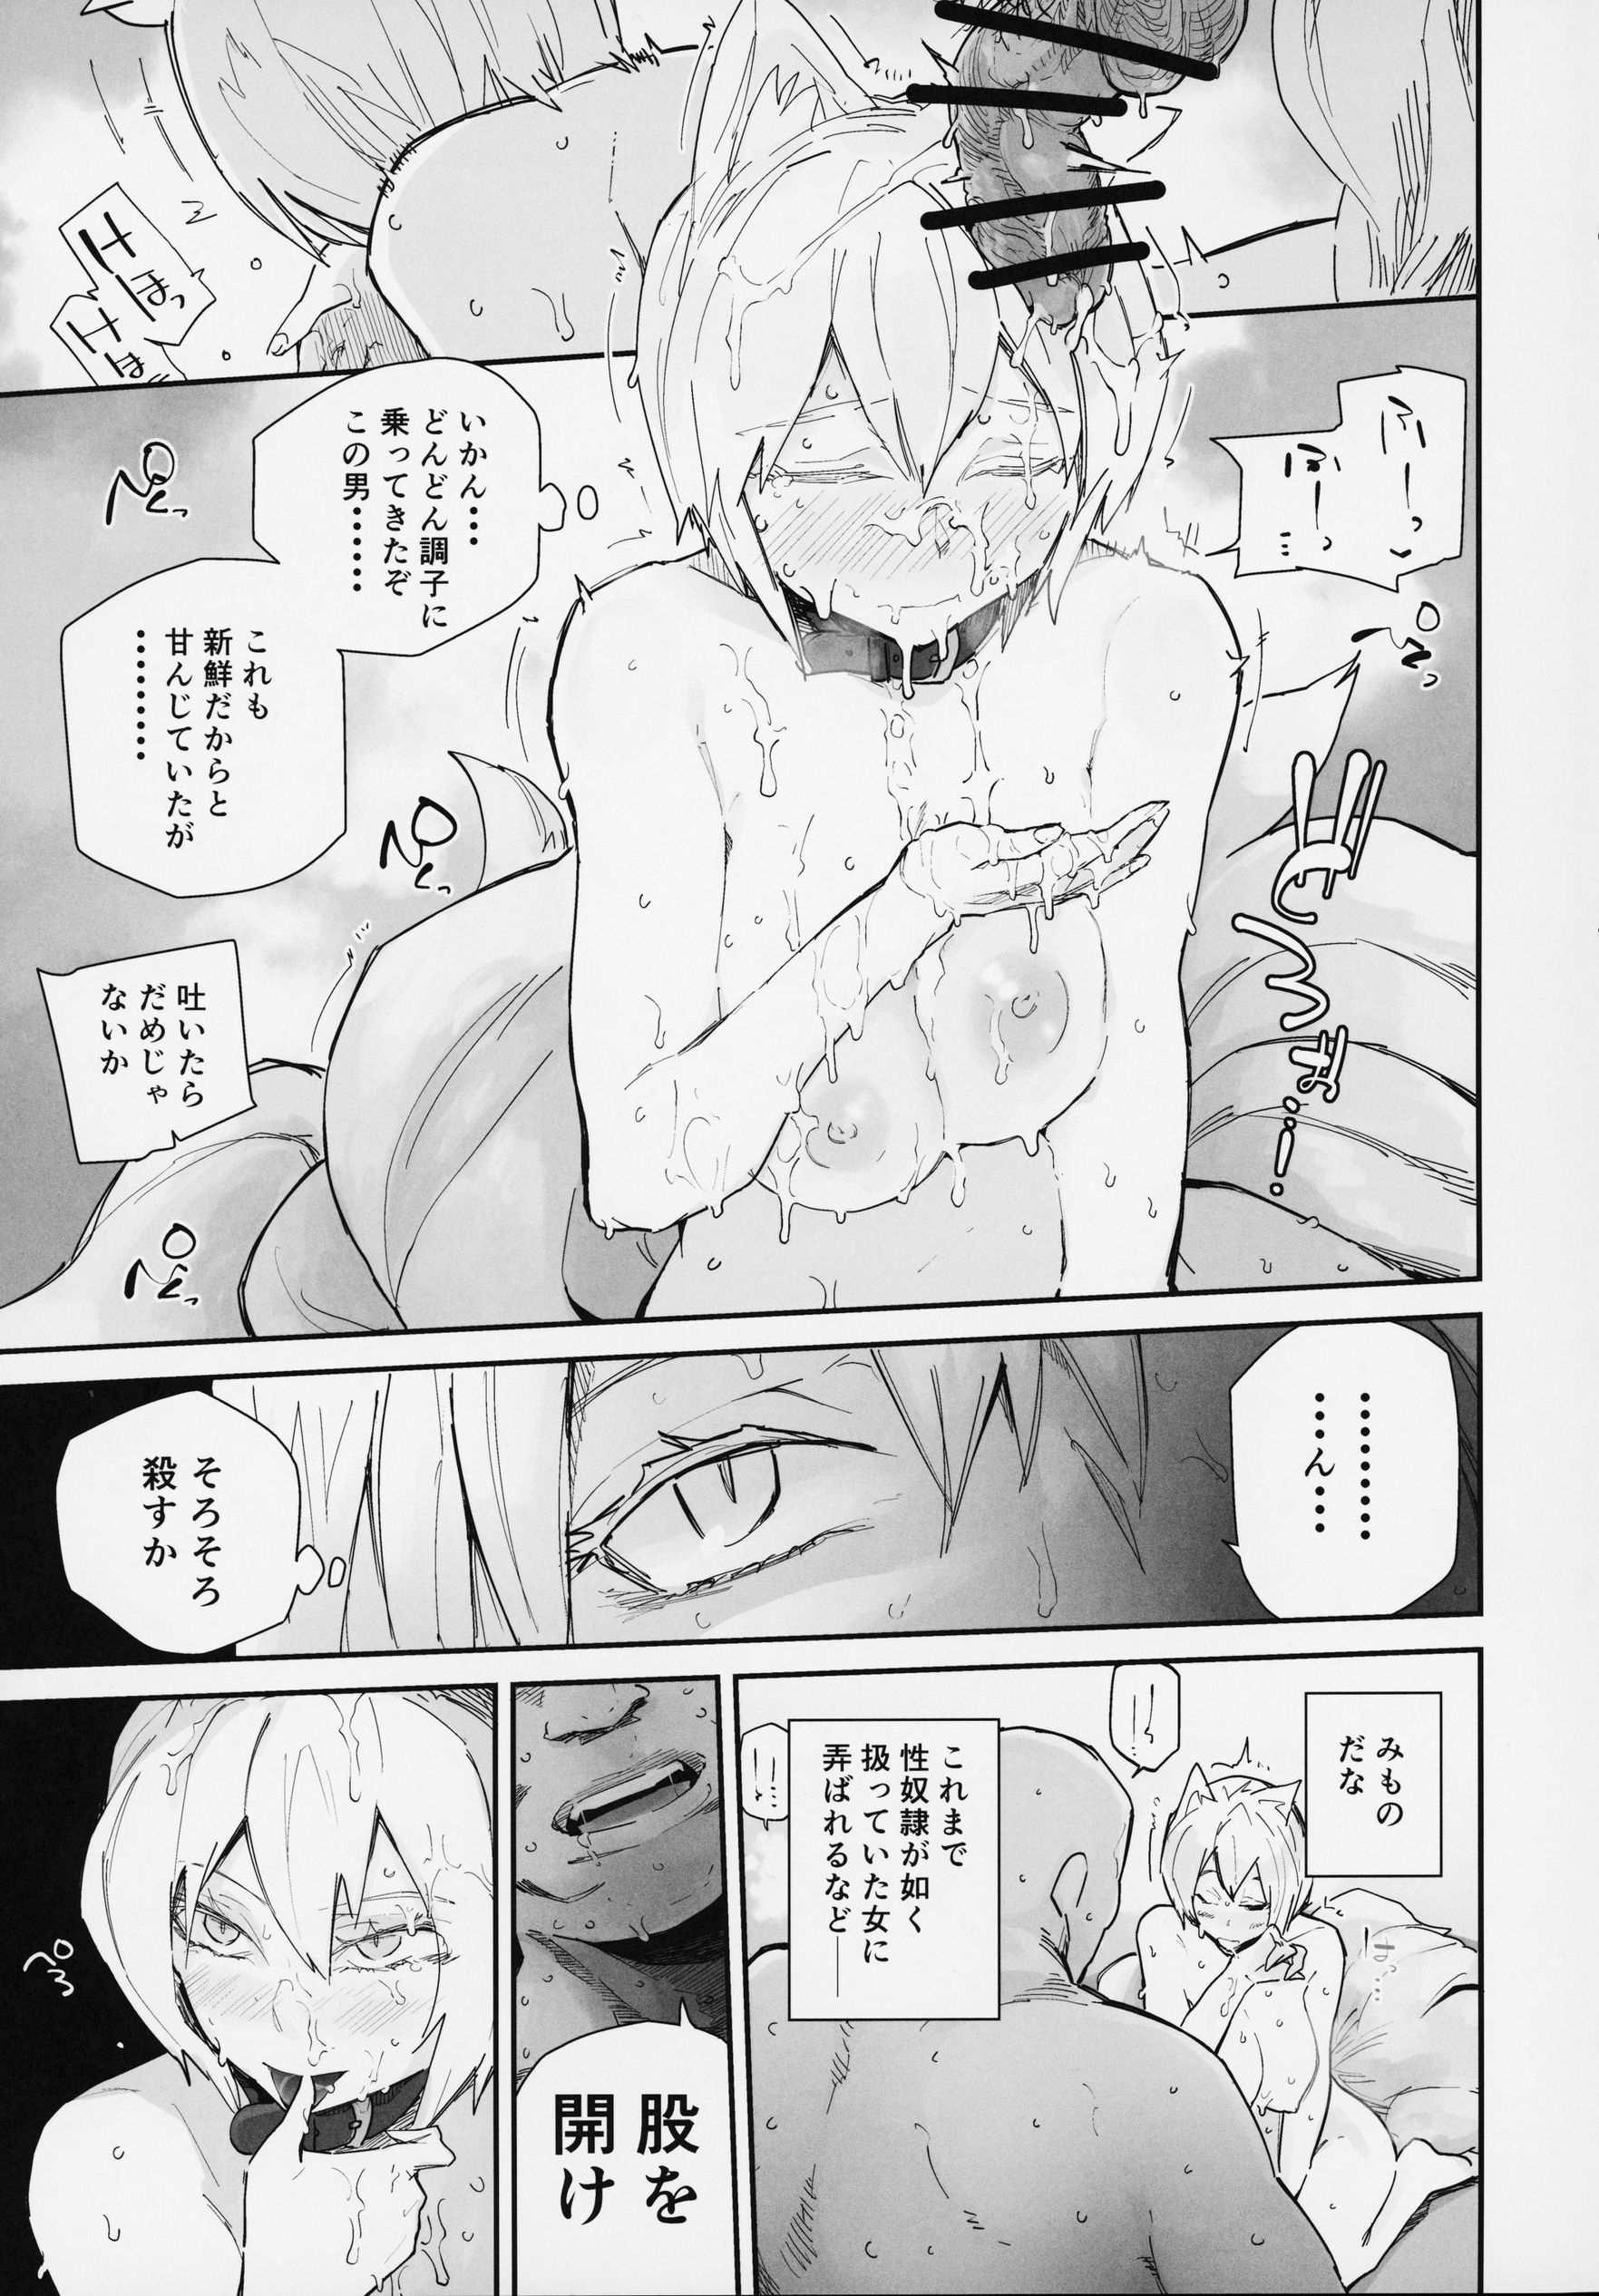 けほっ
けほ
ふーっ
ふーっ…
いかん…
どんどん調子に
乗ってきたぞ
この男……
これも
新鮮だからと
甘んじていたが
………
吐いたら
だめじゃ
ないか
………
…ん…
そろそろ
殺すか
みもの
だな
これまで
性奴隷が如く
扱っていた女に
弄ばれるなど――
はっ…
股を
開け
ぺろ